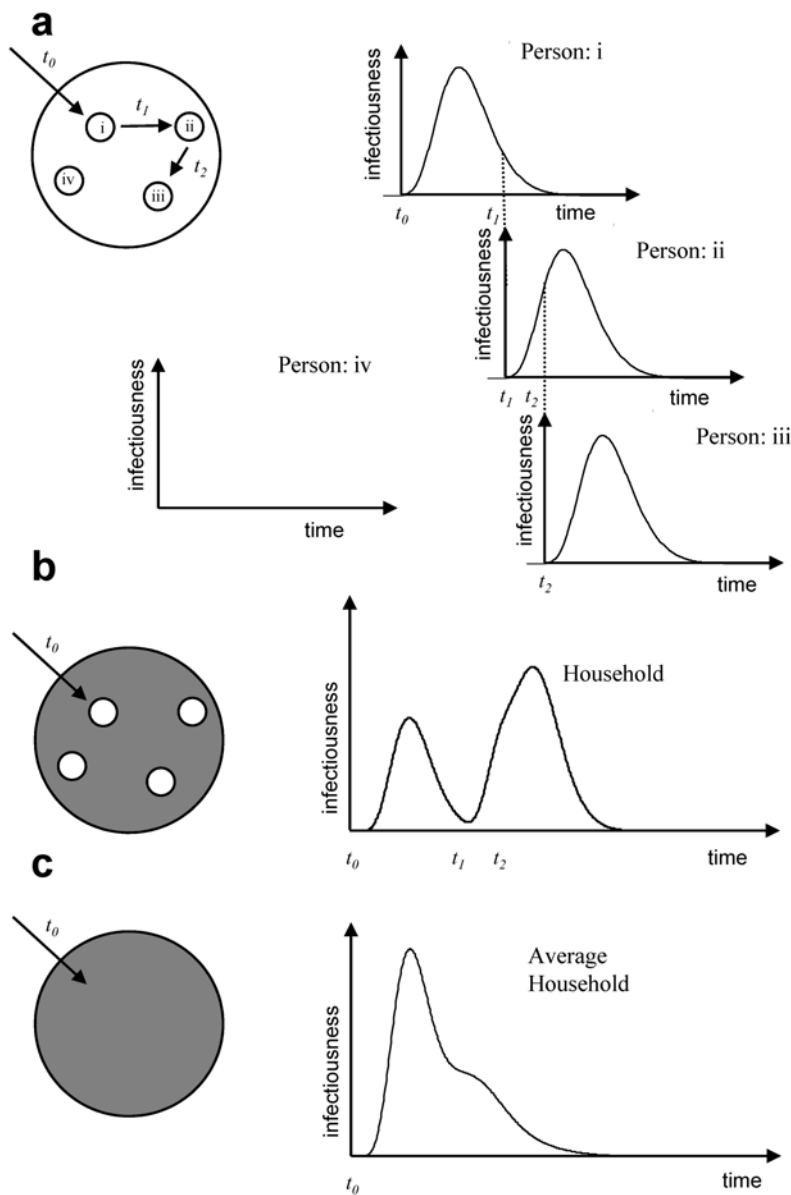 a
t₀
i
t₁
ii
t₂
iv
iii
infectiousness
Person: i
t₀
t₁
time
infectiousness
Person: ii
t₁
t₂
time
infectiousness
Person: iv
time
infectiousness
Person: iii
t₂
time
b
t₀
infectiousness
Household
t₀
t₁
t₂
time
c
t₀
infectiousness
Average
Household
t₀
time